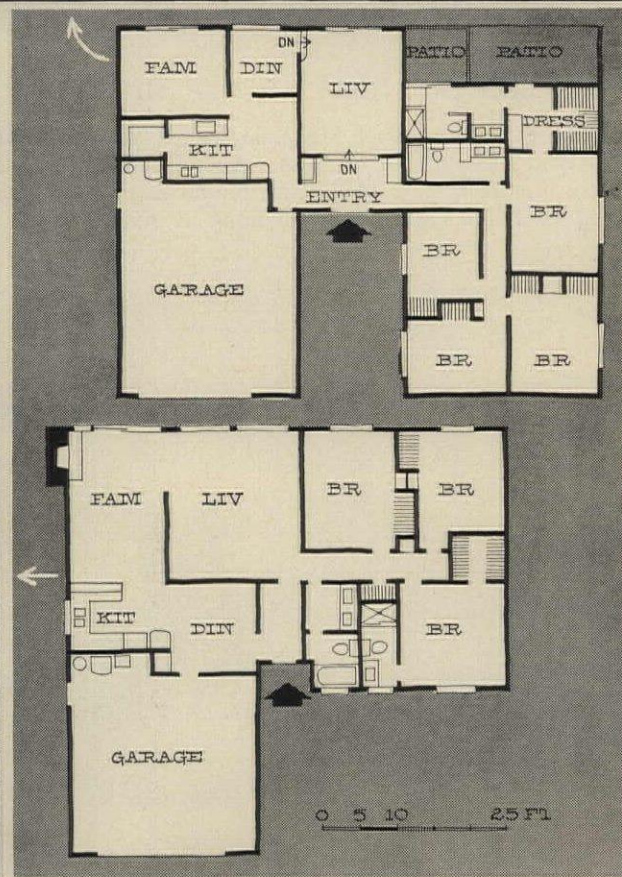 DN
PATIO PATIO
FAM DIN LIV
DRESS
KIT
DN
ENTRY
BR
BR
GARAGE
BR BR
FAM LIV BR BR
KIT DIN BR
GARAGE
0 5 10 25 FT